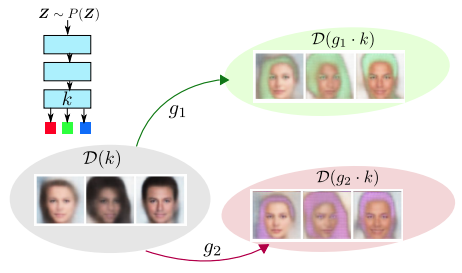 Z ∼ P(Z)
k
g₁
D(g₁ · k)
D(k)
D(g₂ · k)
g₂